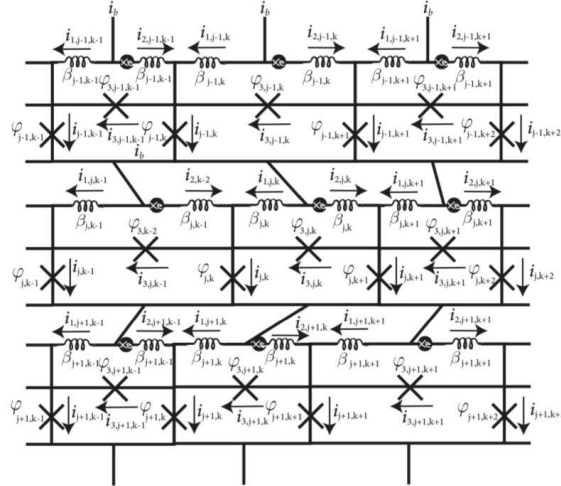 i_b i_b i_b
i_{1,j-1,k-1} i_{2,j-1,k-1} i_{1,j-1,k} i_{2,j-1,k} i_{1,j-1,k+1} i_{2,j-1,k+1}
β_{j-1,k-1} β_{j-1,k-1} β_{j-1,k} β_{j-1,k} β_{j-1,k+1} β_{j-1,k+1}
φ_{3,j-1,k-1} φ_{3,j-1,k} φ_{3,j-1,k+1}
φ_{j-1,k-1} i_{j-1,k-1} i_{3,j-1,k-1} φ_{j-1,k} i_{j-1,k} i_{3,j-1,k} φ_{j-1,k+1} i_{j-1,k+1} i_{3,j-1,k+1} φ_{j-1,k+2} i_{j-1,k+2}
i_b
i_{1,j,k-1} i_{2,j,k-2} i_{1,j,k} i_{2,j,k} i_{1,j,k+1} i_{2,j,k+1}
β_{j,k-1} β_{j,k-1} β_{j,k} β_{j,k} β_{j,k+1} β_{j,k+1}
φ_{3,k-2} φ_{3,j,k} φ_{3,j,k+1}
φ_{j,k-1} i_{j,k-1} i_{3,j,k-1} φ_{j,k} i_{j,k} i_{3,j,k} φ_{j,k+1} i_{j,k+1} i_{3,j,k+1} φ_{j,k+2} i_{j,k+2}
i_{1,j+1,k-1} i_{2,j+1,k-1} i_{1,j+1,k} i_{2,j+1,k} i_{1,j+1,k+1} i_{2,j+1,k+1}
β_{j+1,k-1} β_{j+1,k-1} β_{j+1,k} β_{j+1,k} β_{j+1,k+1} β_{j+1,k+1}
φ_{3,j+1,k-1} φ_{3,j+1,k} φ_{3,j+1,k+1}
φ_{j+1,k-1} i_{j+1,k-1} i_{3,j+1,k-1} φ_{j+1,k} i_{j+1,k} i_{3,j+1,k} φ_{j+1,k+1} i_{j+1,k+1} i_{3,j+1,k+1} φ_{j+1,k+2}